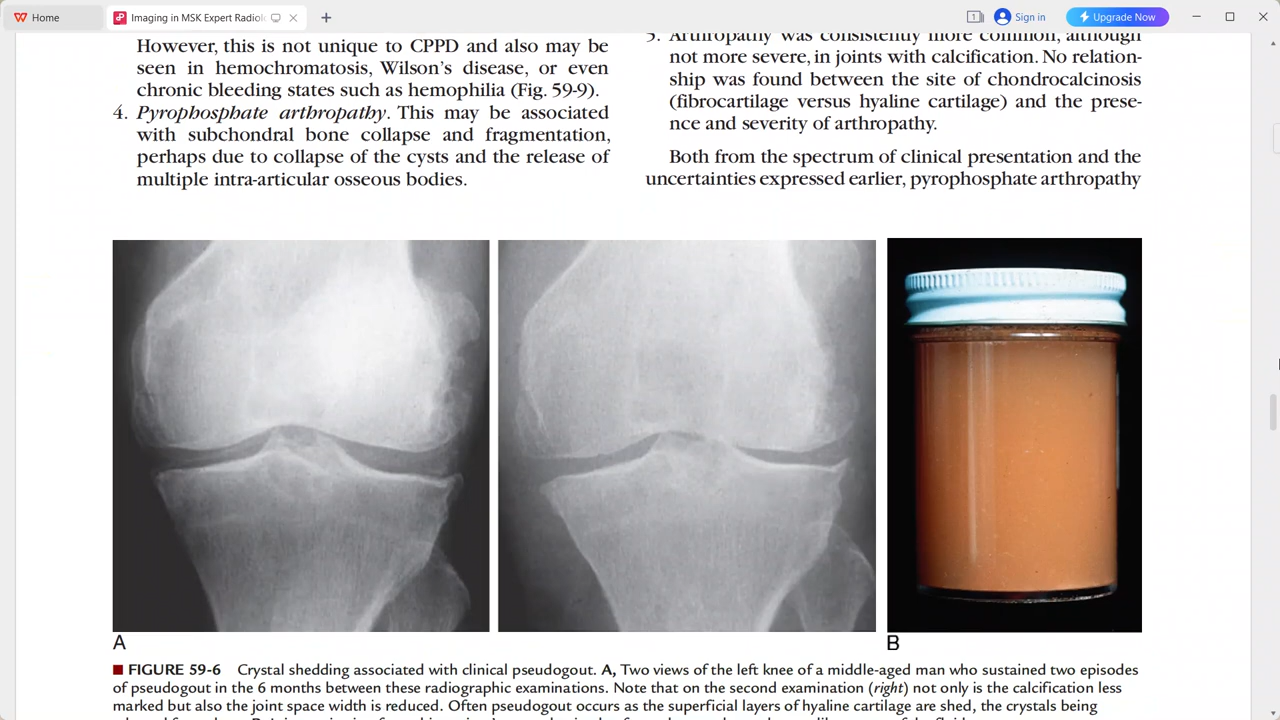 Home
Imaging in MSK Expert Radiol
1
Sign in
Upgrade Now
However, this is not unique to CPPD and also may be
seen in hemochromatosis, Wilson's disease, or even
chronic bleeding states such as hemophilia (Fig. 59-9).
4. Pyrophosphate arthropathy. This may be associated
with subchondral bone collapse and fragmentation,
perhaps due to collapse of the cysts and the release of
multiple intra-articular osseous bodies.
5. Arthropathy was consistently more common, although
not more severe, in joints with calcification. No relation-
ship was found between the site of chondrocalcinosis
(fibrocartilage versus hyaline cartilage) and the prese-
nce and severity of arthropathy.
Both from the spectrum of clinical presentation and the
uncertainties expressed earlier, pyrophosphate arthropathy
A
B
FIGURE 59-6 Crystal shedding associated with clinical pseudogout. A, Two views of the left knee of a middle-aged man who sustained two episodes
of pseudogout in the 6 months between these radiographic examinations. Note that on the second examination (right) not only is the calcification less
marked but also the joint space width is reduced. Often pseudogout occurs as the superficial layers of hyaline cartilage are shed, the crystals being